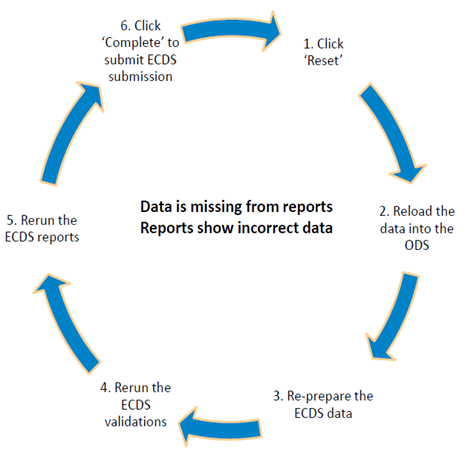 6. Click
‘Complete’ to
submit ECDS
submission
1. Click
‘Reset’
2. Reload the
data into the
ODS
3. Re-prepare the
ECDS data
4. Rerun the
ECDS
validations
5. Rerun the
ECDS reports
Data is missing from reports
Reports show incorrect data